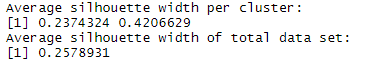 Average silhouette width per cluster:
[1] 0.2374324 0.4206629
Average silhouette width of total data set:
[1] 0.2578931